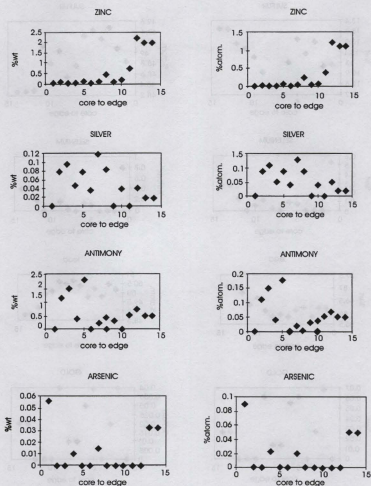 ZINC
%wt
2.5
2
1.5
1
0.5
0
0 5 10 15
core to edge
ZINC
%atom.
1.5
1
0.5
0
0 5 10 15
core to edge
SILVER
%wt
0.12
0.1
0.08
0.06
0.04
0.02
0
0 5 10 15
core to edge
SILVER
%atom.
1.5
0.10
0.05
0
0 5 10 15
core to edge
ANTIMONY
%wt
2.5
2
1.5
1
0.5
0
0 5 10 15
core to edge
ANTIMONY
%atom.
0.2
0.15
0.1
0.05
0
0 5 10 15
core to edge
ARSENIC
%wt
0.06
0.05
0.04
0.03
0.02
0.01
0
0 5 10 15
core to edge
ARSENIC
%atom.
0.1
0.08
0.06
0.04
0.02
0
0 5 10 15
core to edge